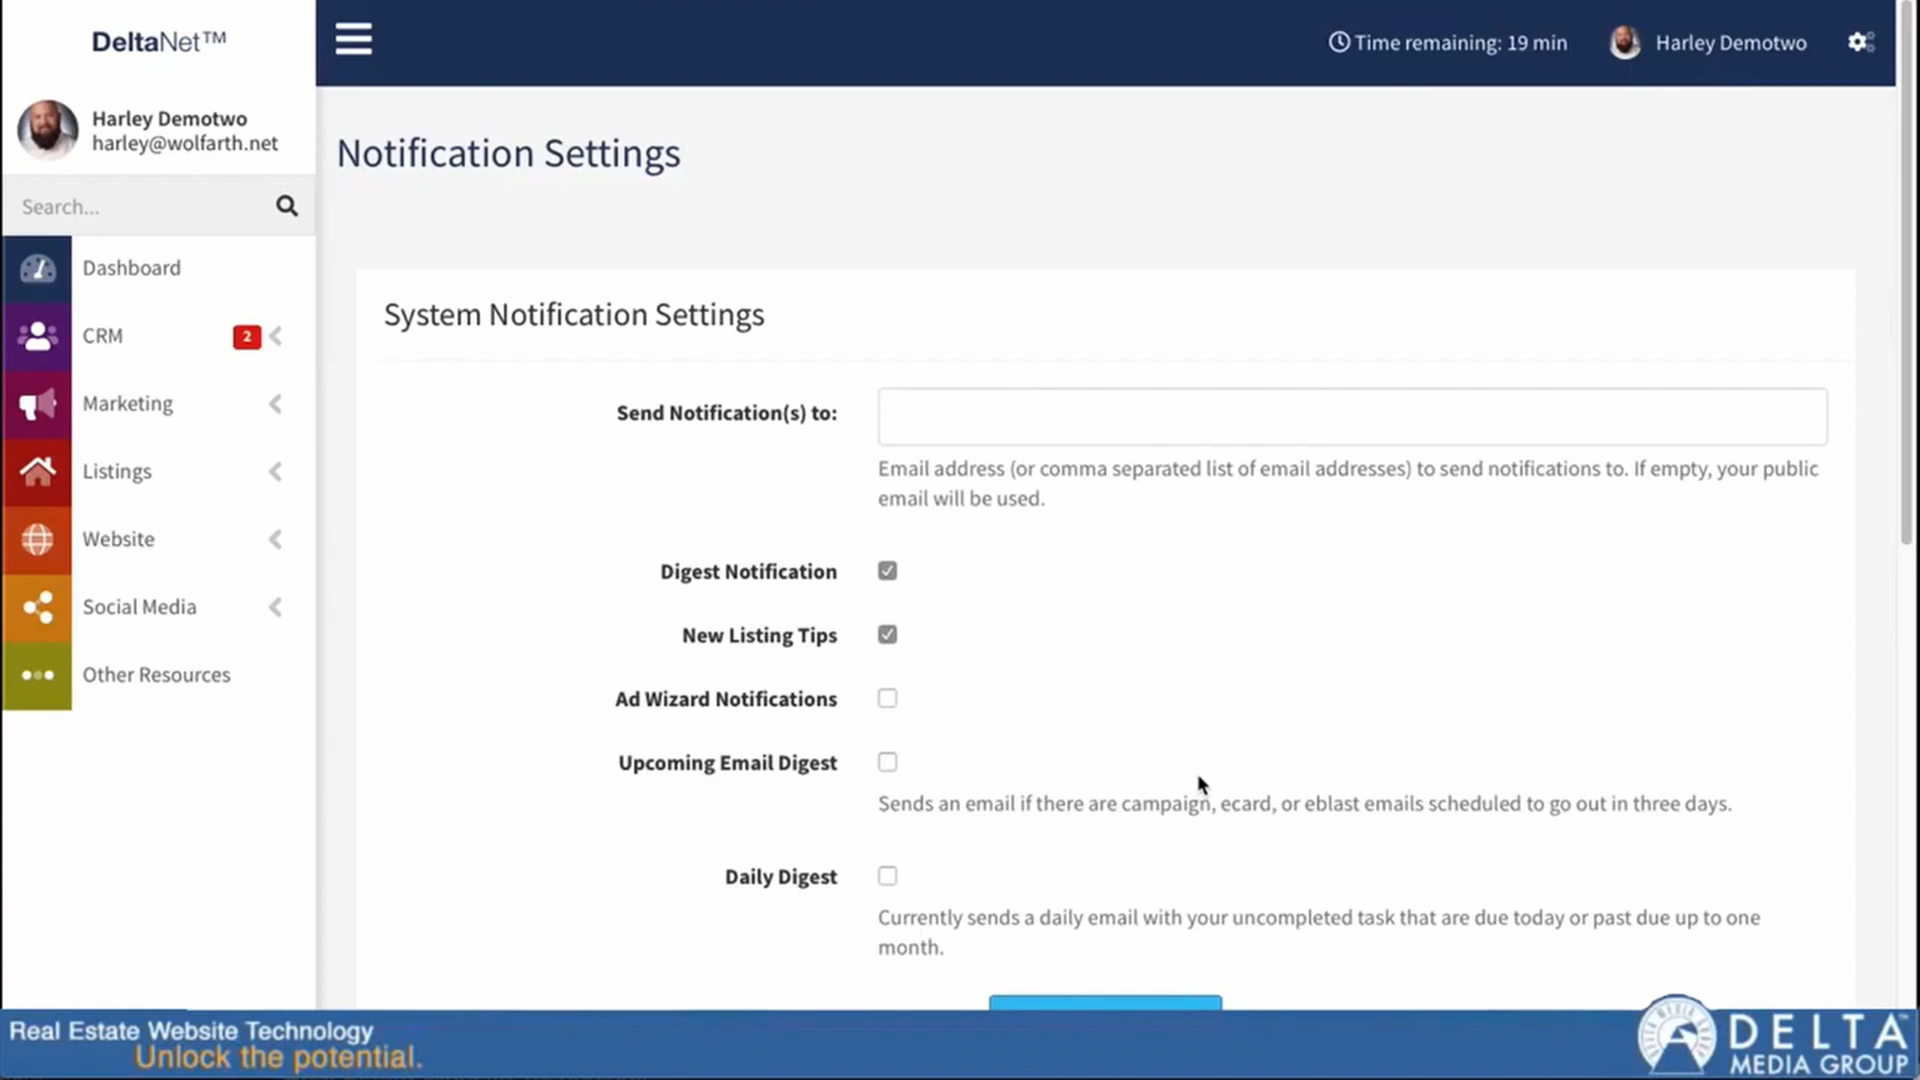 DeltaNet™
Time remaining: 19 min
Harley Demotwo
Harley Demotwo
harley@wolfarth.net
Search...
Dashboard
CRM
2
Marketing
Listings
Website
Social Media
Other Resources
Notification Settings
System Notification Settings
Send Notification(s) to:
Email address (or comma separated list of email addresses) to send notifications to. If empty, your public
email will be used.
Digest Notification
New Listing Tips
Ad Wizard Notifications
Upcoming Email Digest
Sends an email if there are campaign, ecard, or eblast emails scheduled to go out in three days.
Daily Digest
Currently sends a daily email with your uncompleted task that are due today or past due up to one
month.
Real Estate Website Technology
Unlock the potential.
DELTA
MEDIA GROUP